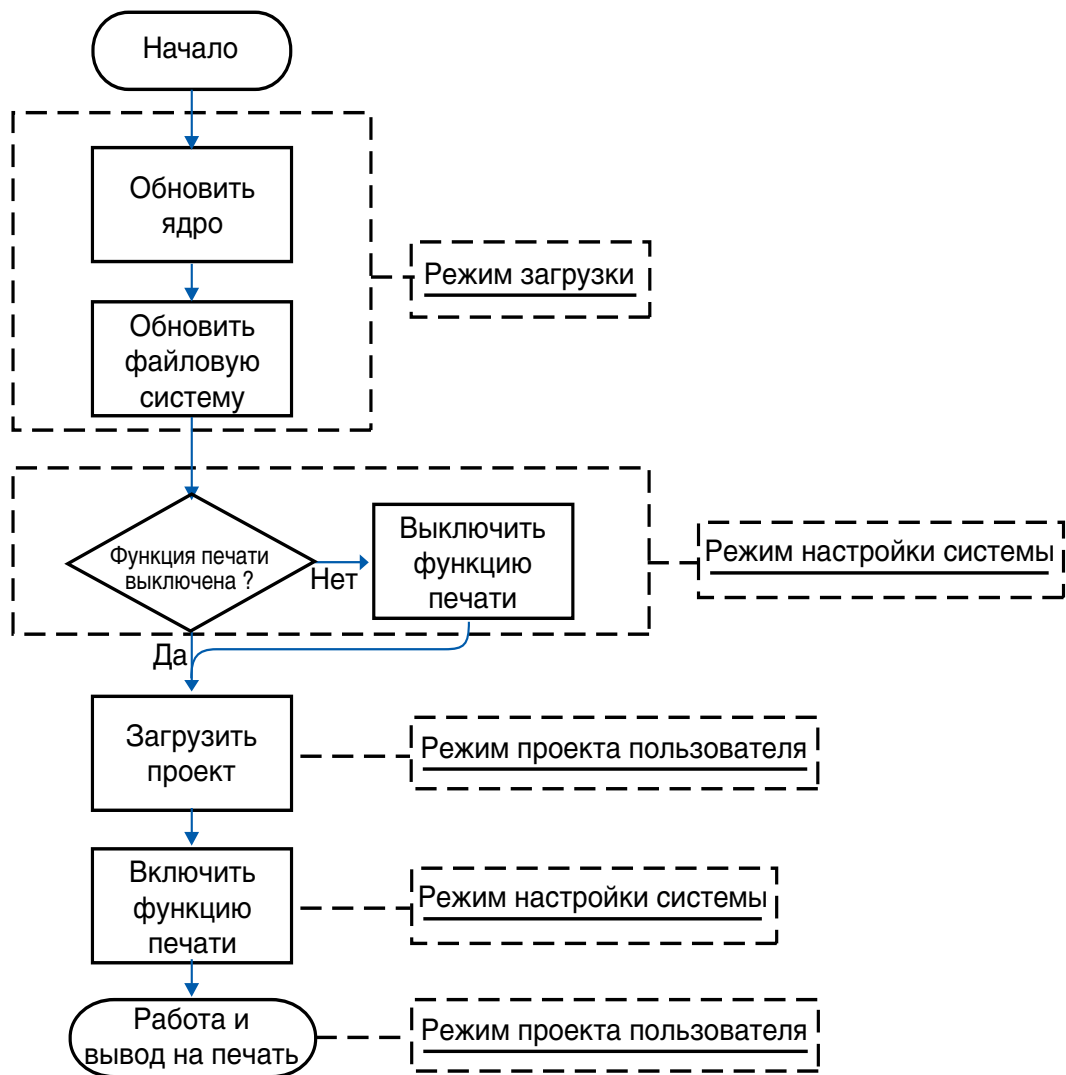 Начало
Обновить
ядро
Режим загрузки
Обновить
файловую
систему
Функция печати
выключена ?
Нет
Выключить
функцию
печати
Режим настройки системы
Да
Загрузить
проект
Режим проекта пользователя
Включить
функцию
печати
Режим настройки системы
Работа и
вывод на печать
Режим проекта пользователя